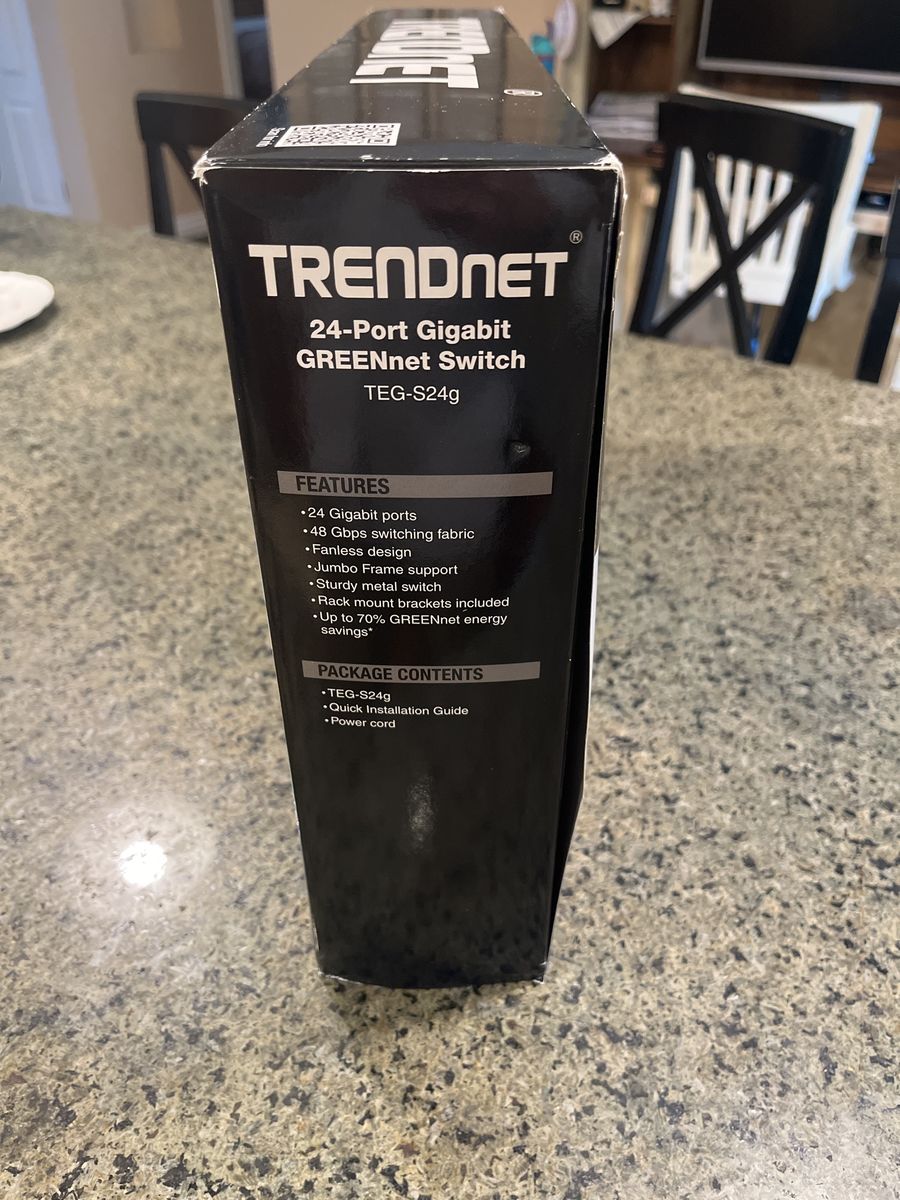 TRENDNET®
24-Port Gigabit
GREENnet Switch
TEG-S24g
FEATURES
•24 Gigabit ports
•48 Gbps switching fabric
•Fanless design
•Jumbo Frame support
•Sturdy metal switch
•Rack mount brackets included
•Up to 70% GREENnet energy
savings*
PACKAGE CONTENTS
•TEG-S24g
•Quick Installation Guide
•Power cord